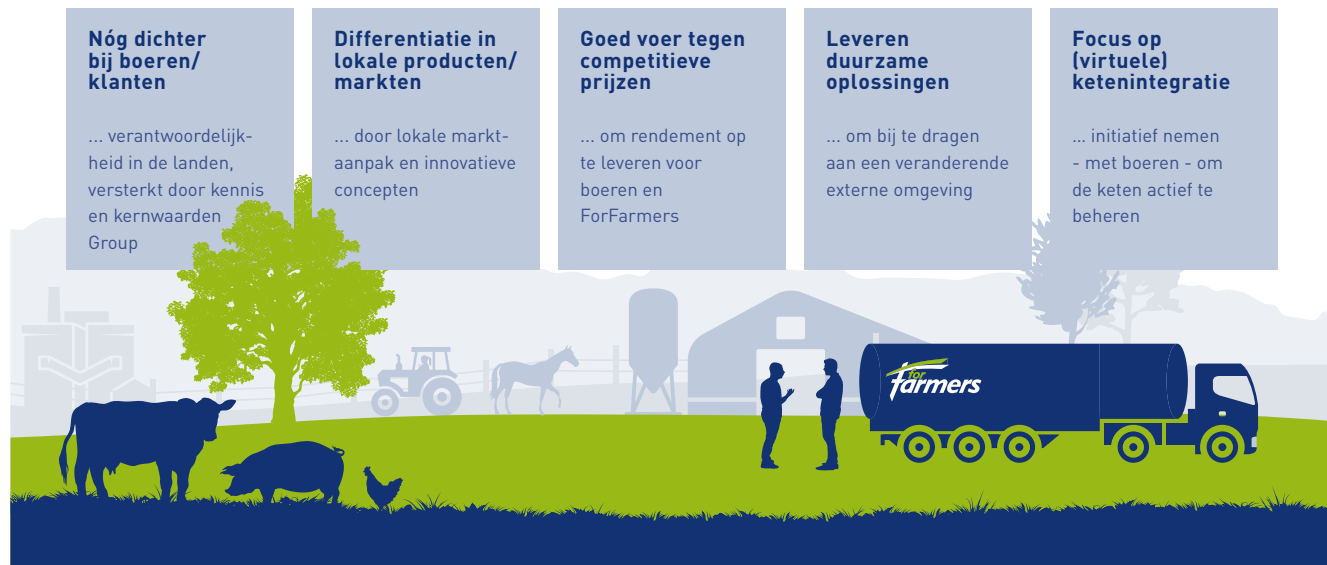 Nóg dichter
bij boeren/
klanten
... verantwoordelijk-
heid in de landen,
versterkt door kennis
en kernwaarden
Group
Differentiatie in
lokale producten/
markten
... door lokale markt-
aanpak en innovatieve
concepten
Goed voer tegen
competitieve
prijzen
... om rendement op
te leveren voor
boeren en
ForFarmers
Leveren
duurzame
oplossingen
... om bij te dragen
aan een veranderende
externe omgeving
Focus op
(virtuele)
ketenintegratie
... initiatief nemen
- met boeren - om
de keten actief te
beheren
for
farmers